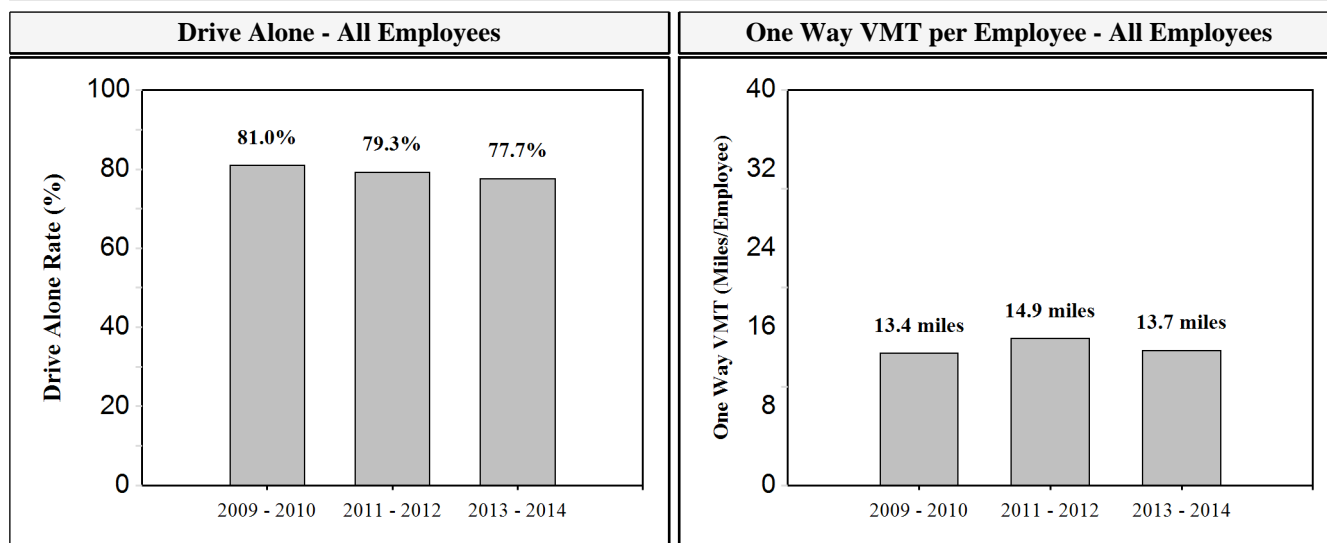 Drive Alone - All Employees
Drive Alone Rate (%)
100
80
60
40
20
0
81.0%
79.3%
77.7%
2009 - 2010
2011 - 2012
2013 - 2014
One Way VMT per Employee - All Employees
One Way VMT (Miles/Employee)
40
32
24
16
8
0
13.4 miles
14.9 miles
13.7 miles
2009 - 2010
2011 - 2012
2013 - 2014